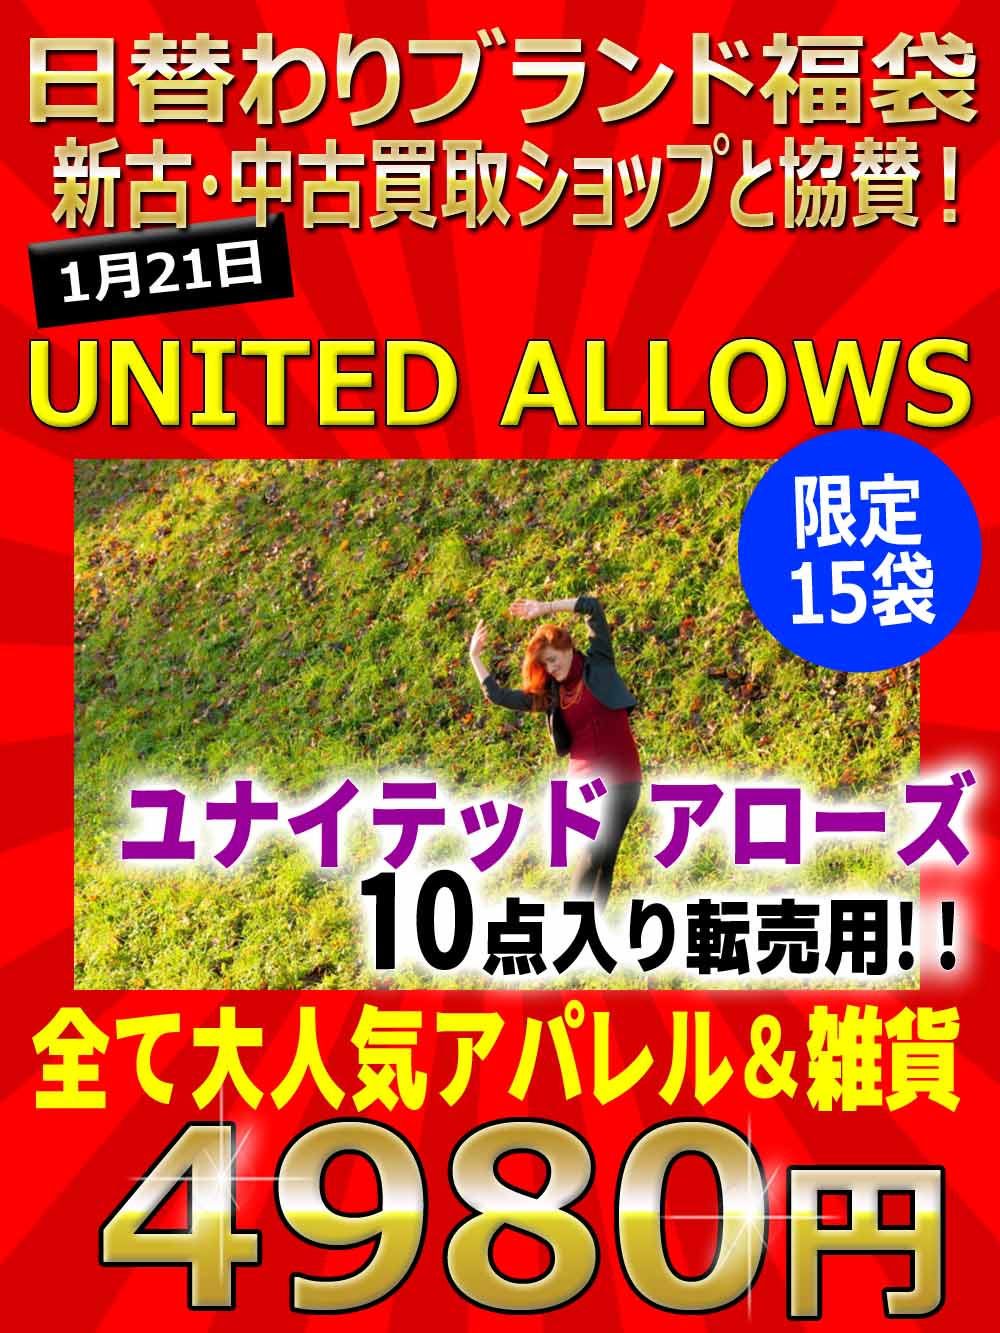 日替わりブランド福袋
新古・中古買取ショップと協賛！
1月21日
UNITED ALLOWS
限定
15袋
ユナイテッド アローズ
10点入り転売用!!
全て大人気アパレル＆雑貨
4980円